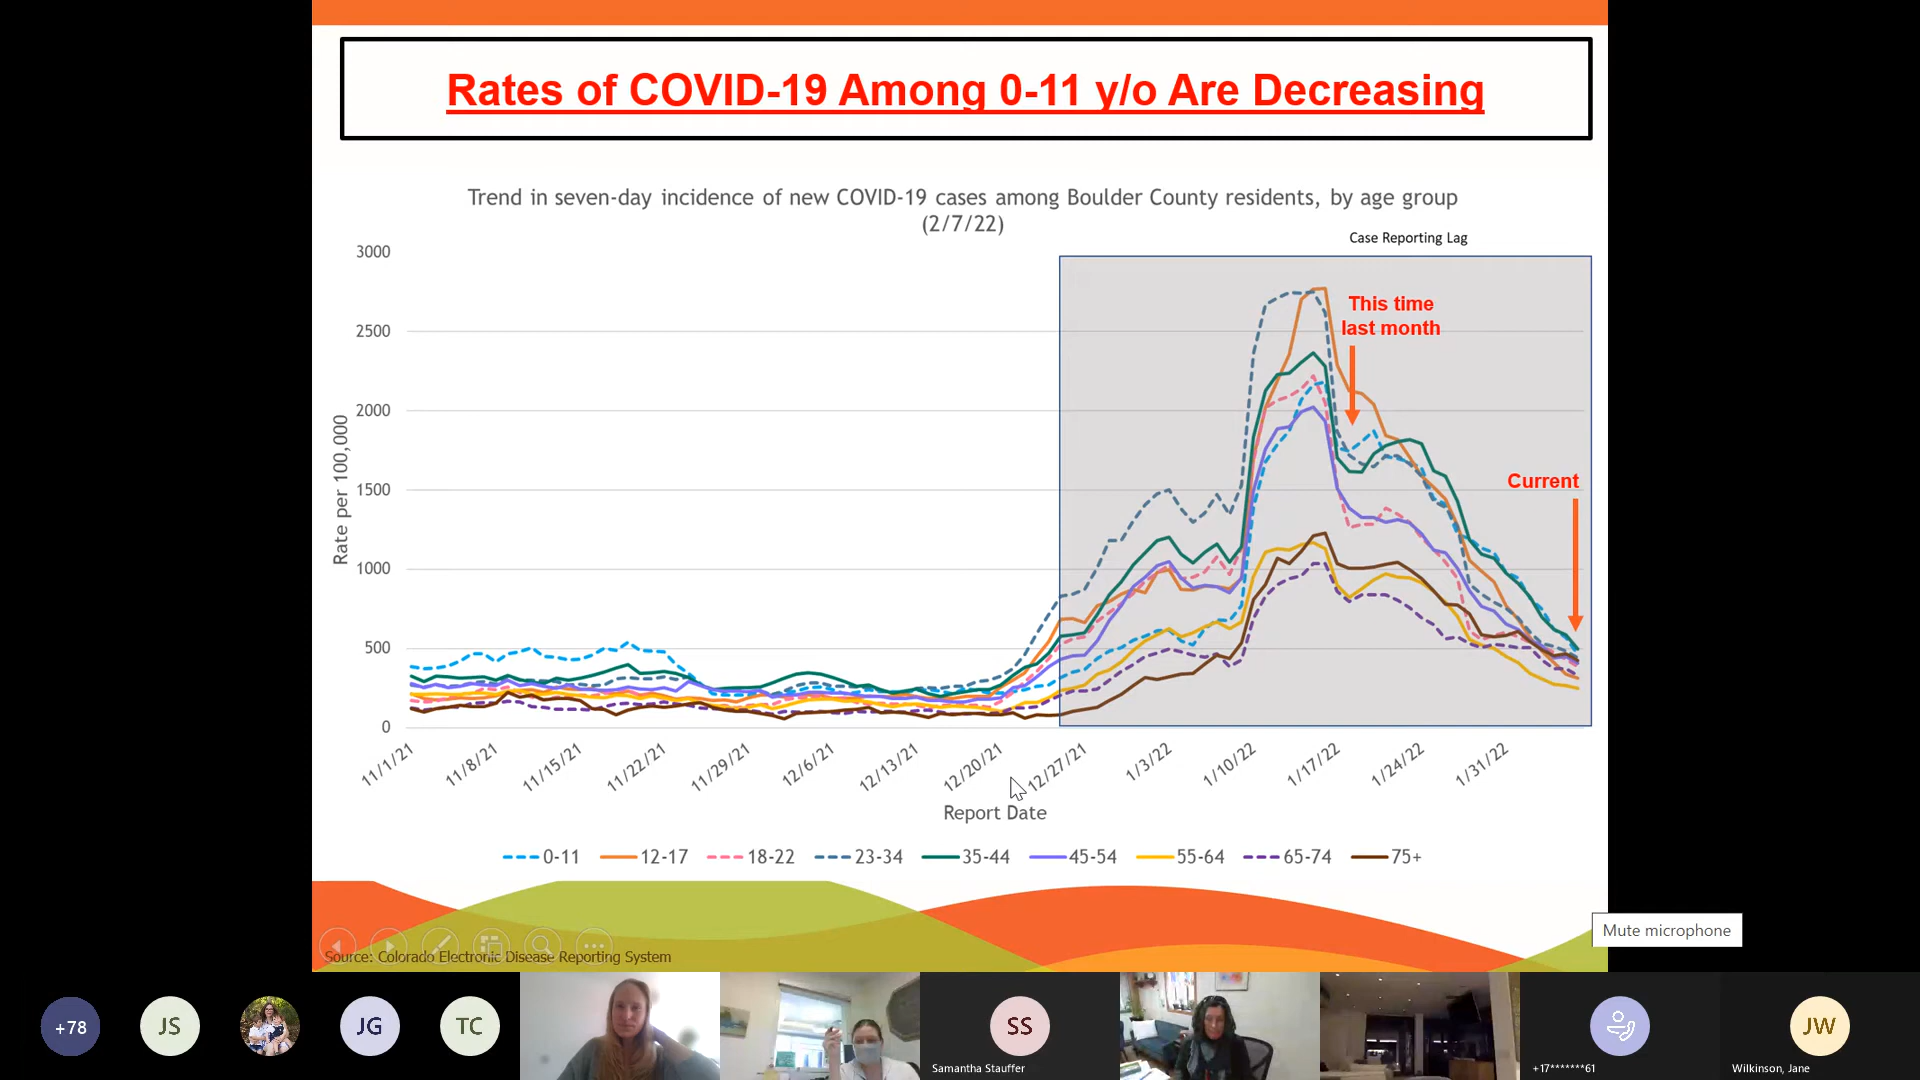 Rates of COVID-19 Among 0-11 y/o Are Decreasing
Trend in seven-day incidence of new COVID-19 cases among Boulder County residents, by age group
(2/7/22)
Case Reporting Lag
3000
2500
2000
1500
1000
500
0
Rate per 100,000
This time
last month
Current
11/1/21
11/8/21
11/15/21
11/22/21
11/29/21
12/6/21
12/13/21
12/20/21
12/27/21
1/3/22
1/10/22
1/17/22
1/24/22
1/31/22
Report Date
0-11 12-17 18-22 23-34 35-44 45-54 55-64 65-74 75+
Mute microphone
Source: Colorado Electronic Disease Reporting System
+78 JS JG TC SS JW
Samantha Stauffer +17*******61 Wilkinson, Jane